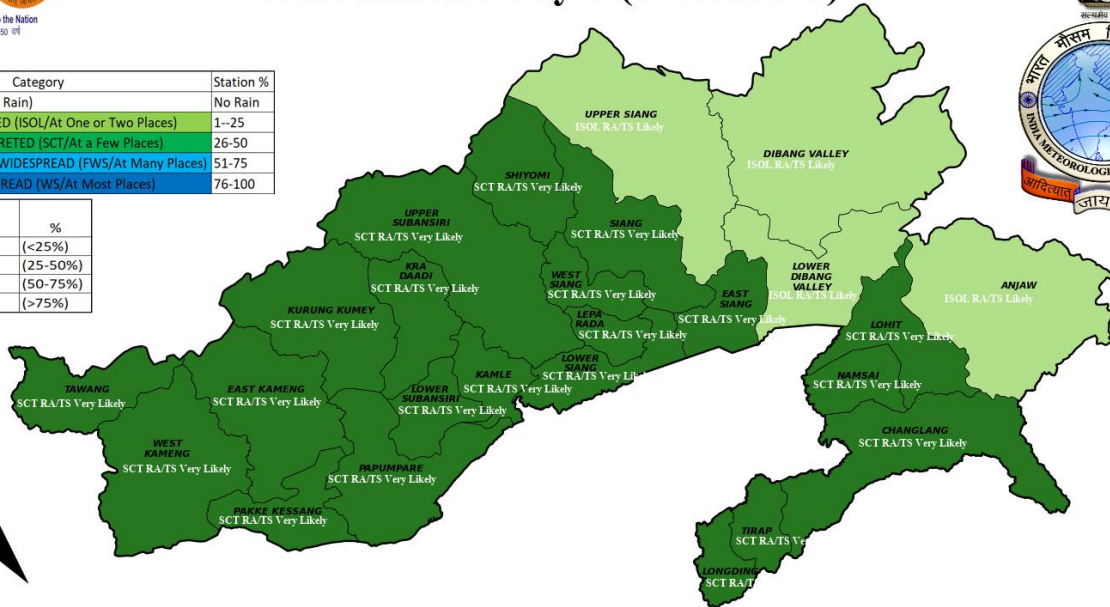 to the Nation
50 वर्ष
Category Station %
Rain) No Rain
ED (ISOL/At One or Two Places) 1--25
RETED (SCT/At a Few Places) 26-50
WIDESPREAD (FWS/At Many Places) 51-75
READ (WS/At Most Places) 76-100
%
(<25%)
(25-50%)
(50-75%)
(>75%)
भारत मौसम
INDIA METEOROLOGI
आदित्यात
जाय
UPPER SIANG
ISOL RA/TS Likely
DIBANG VALLEY
ISOL RA/TS Likely
SHIYOMI
SCT RA/TS Very Likely
UPPER
SUBANSIRI
SCT RA/TS Very Likely
SIANG
SCT RA/TS Very Likely
KRA
DAADI
SCT RA/TS Very Likely
WEST
SIANG
SCT RA/TS Very Likely
LOWER
DIBANG
VALLEY
ISOL RA/TS Likely
ANJAW
ISOL RA/TS Likely
EAST
SIANG
SCT RA/TS Very Likely
KURUNG KUMEY
SCT RA/TS Very Likely
LEPA
RADA
SCT RA/TS Very Likely
LOHIT
SCT RA/TS Very Likely
LOWER
SIANG
SCT RA/TS Very Lik
KAMLE
SCT RA/TS Very Likely
NAMSAI
SCT RA/TS Very Likely
TAWANG
SCT RA/TS Very Likely
EAST KAMENG
SCT RA/TS Very Likely
LOWER
SUBANSIRI
SCT RA/TS Very Likely
CHANGLANG
SCT RA/TS Very Likely
WEST
KAMENG
SCT RA/TS Very Likely
PAPUMPARE
SCT RA/TS Very Likely
PAKKE KESSANG
SCT RA/TS Very Likely
TIRAP
SCT RA/TS Ve
LONGDING
SCT RA/T